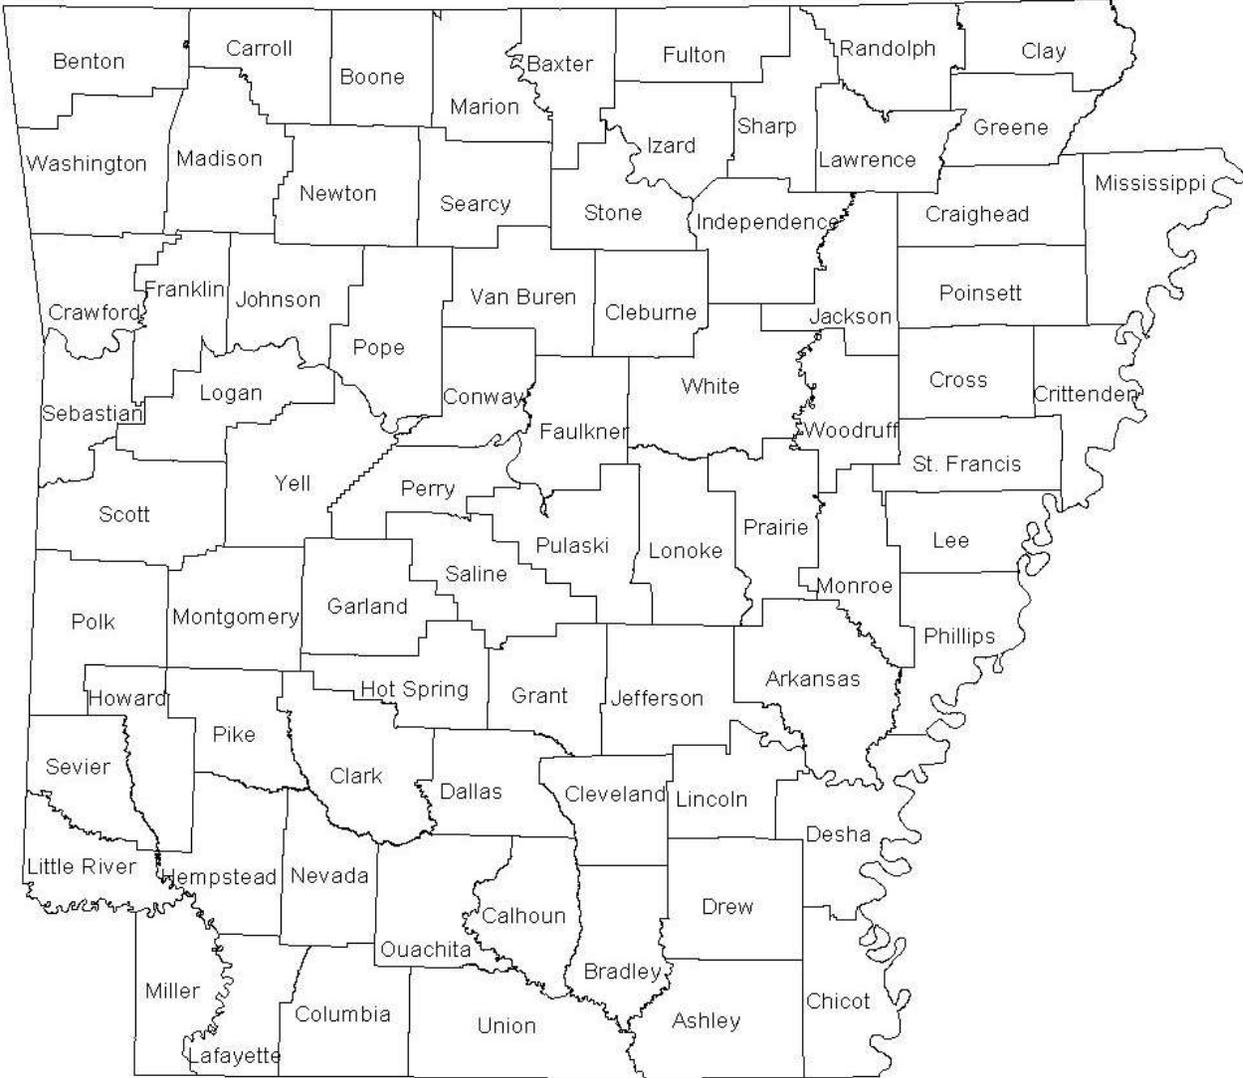 Benton
Carroll
Boone
Marion
Baxter
Fulton
Randolph
Clay
Washington
Madison
Newton
Searcy
Stone
Izard
Sharp
Lawrence
Greene
Independence
Craighead
Mississippi
Crawford
Franklin
Johnson
Pope
Van Buren
Cleburne
Jackson
Poinsett
Sebastian
Logan
Conway
Faulkner
White
Woodruff
Cross
Crittenden
St. Francis
Scott
Yell
Perry
Pulaski
Lonoke
Prairie
Monroe
Lee
Polk
Montgomery
Garland
Saline
Phillips
Howard
Pike
Hot Spring
Grant
Jefferson
Arkansas
Sevier
Clark
Dallas
Cleveland
Lincoln
Desha
Little River
Hempstead
Nevada
Ouachita
Calhoun
Bradley
Drew
Miller
Lafayette
Columbia
Union
Ashley
Chicot